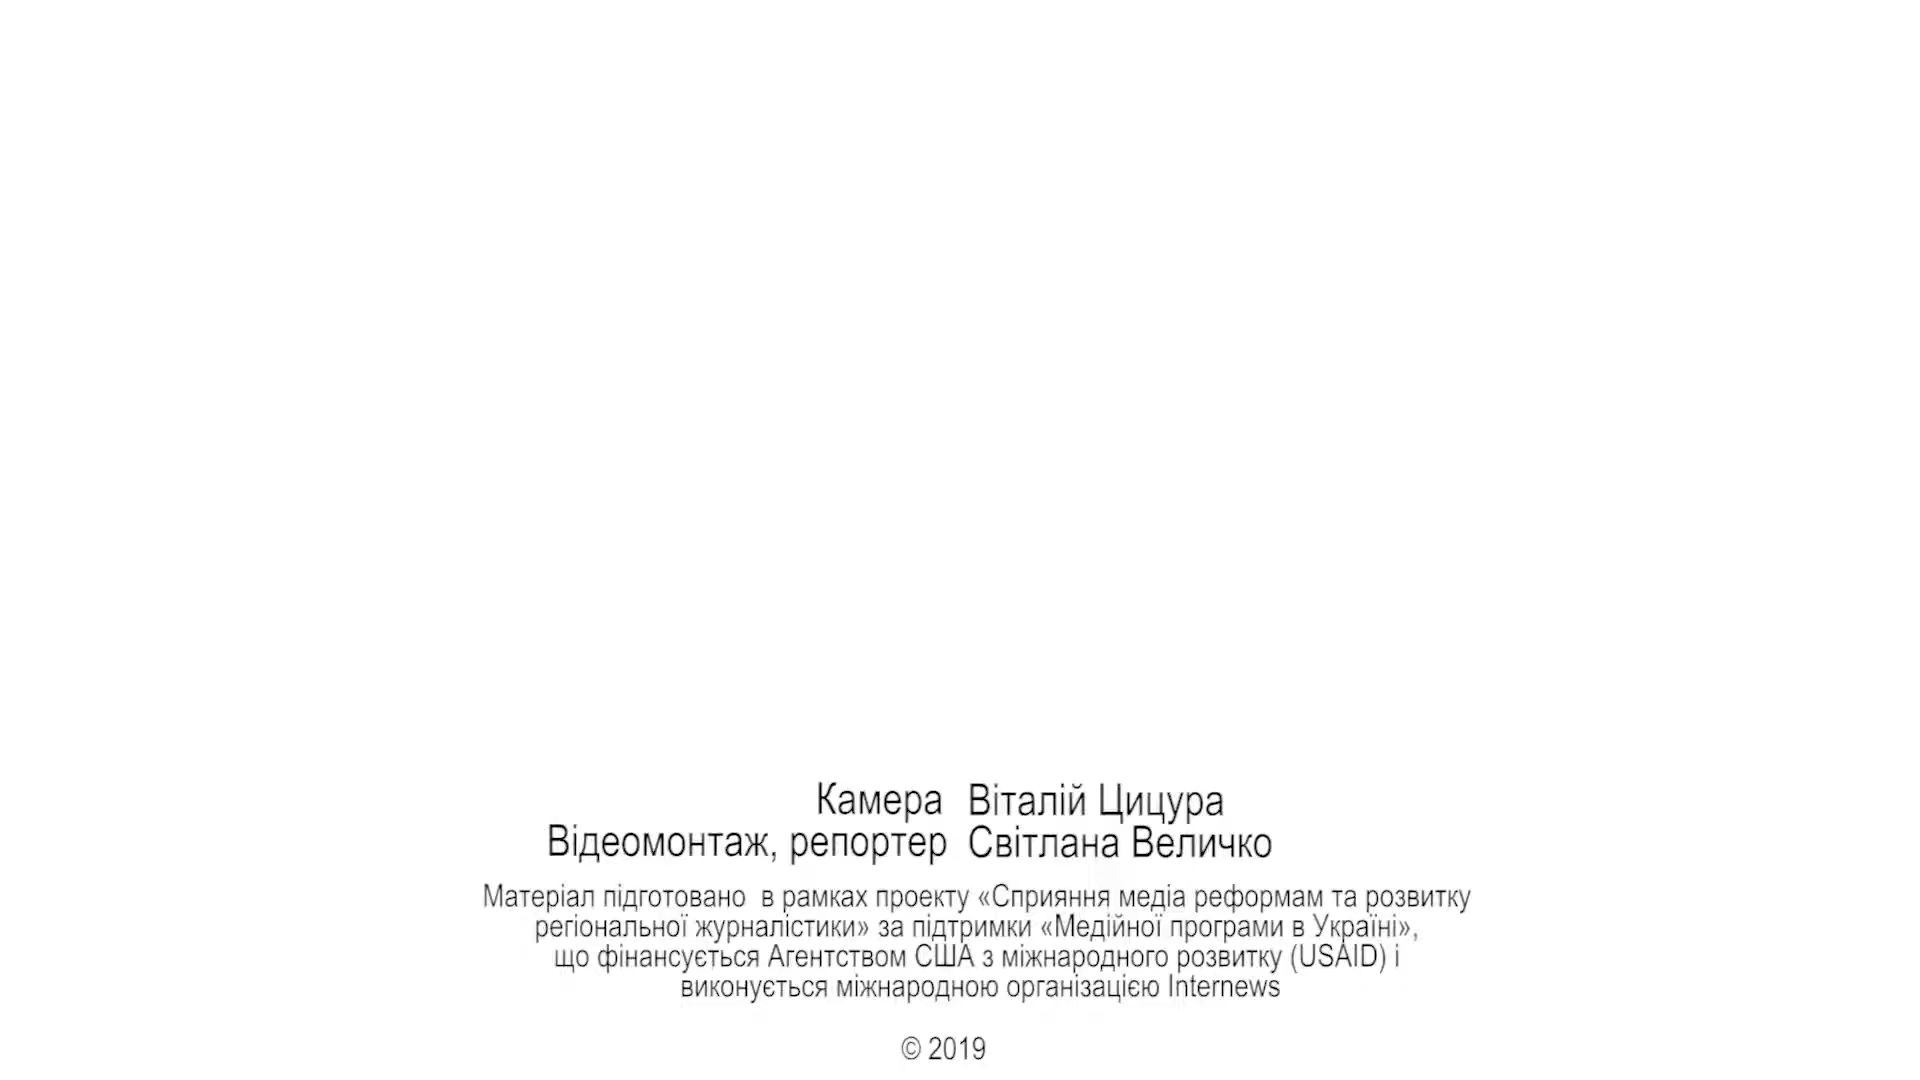 Камера Віталій Цицура
Відеомонтаж, репортер Світлана Величко
Матеріал підготовано в рамках проекту «Сприяння медіа реформам та розвитку
регіональної журналістики» за підтримки «Медійної програми в Україні»,
що фінансується Агентством США з міжнародного розвитку (USAID) і
виконується міжнародною організацією Internews
© 2019